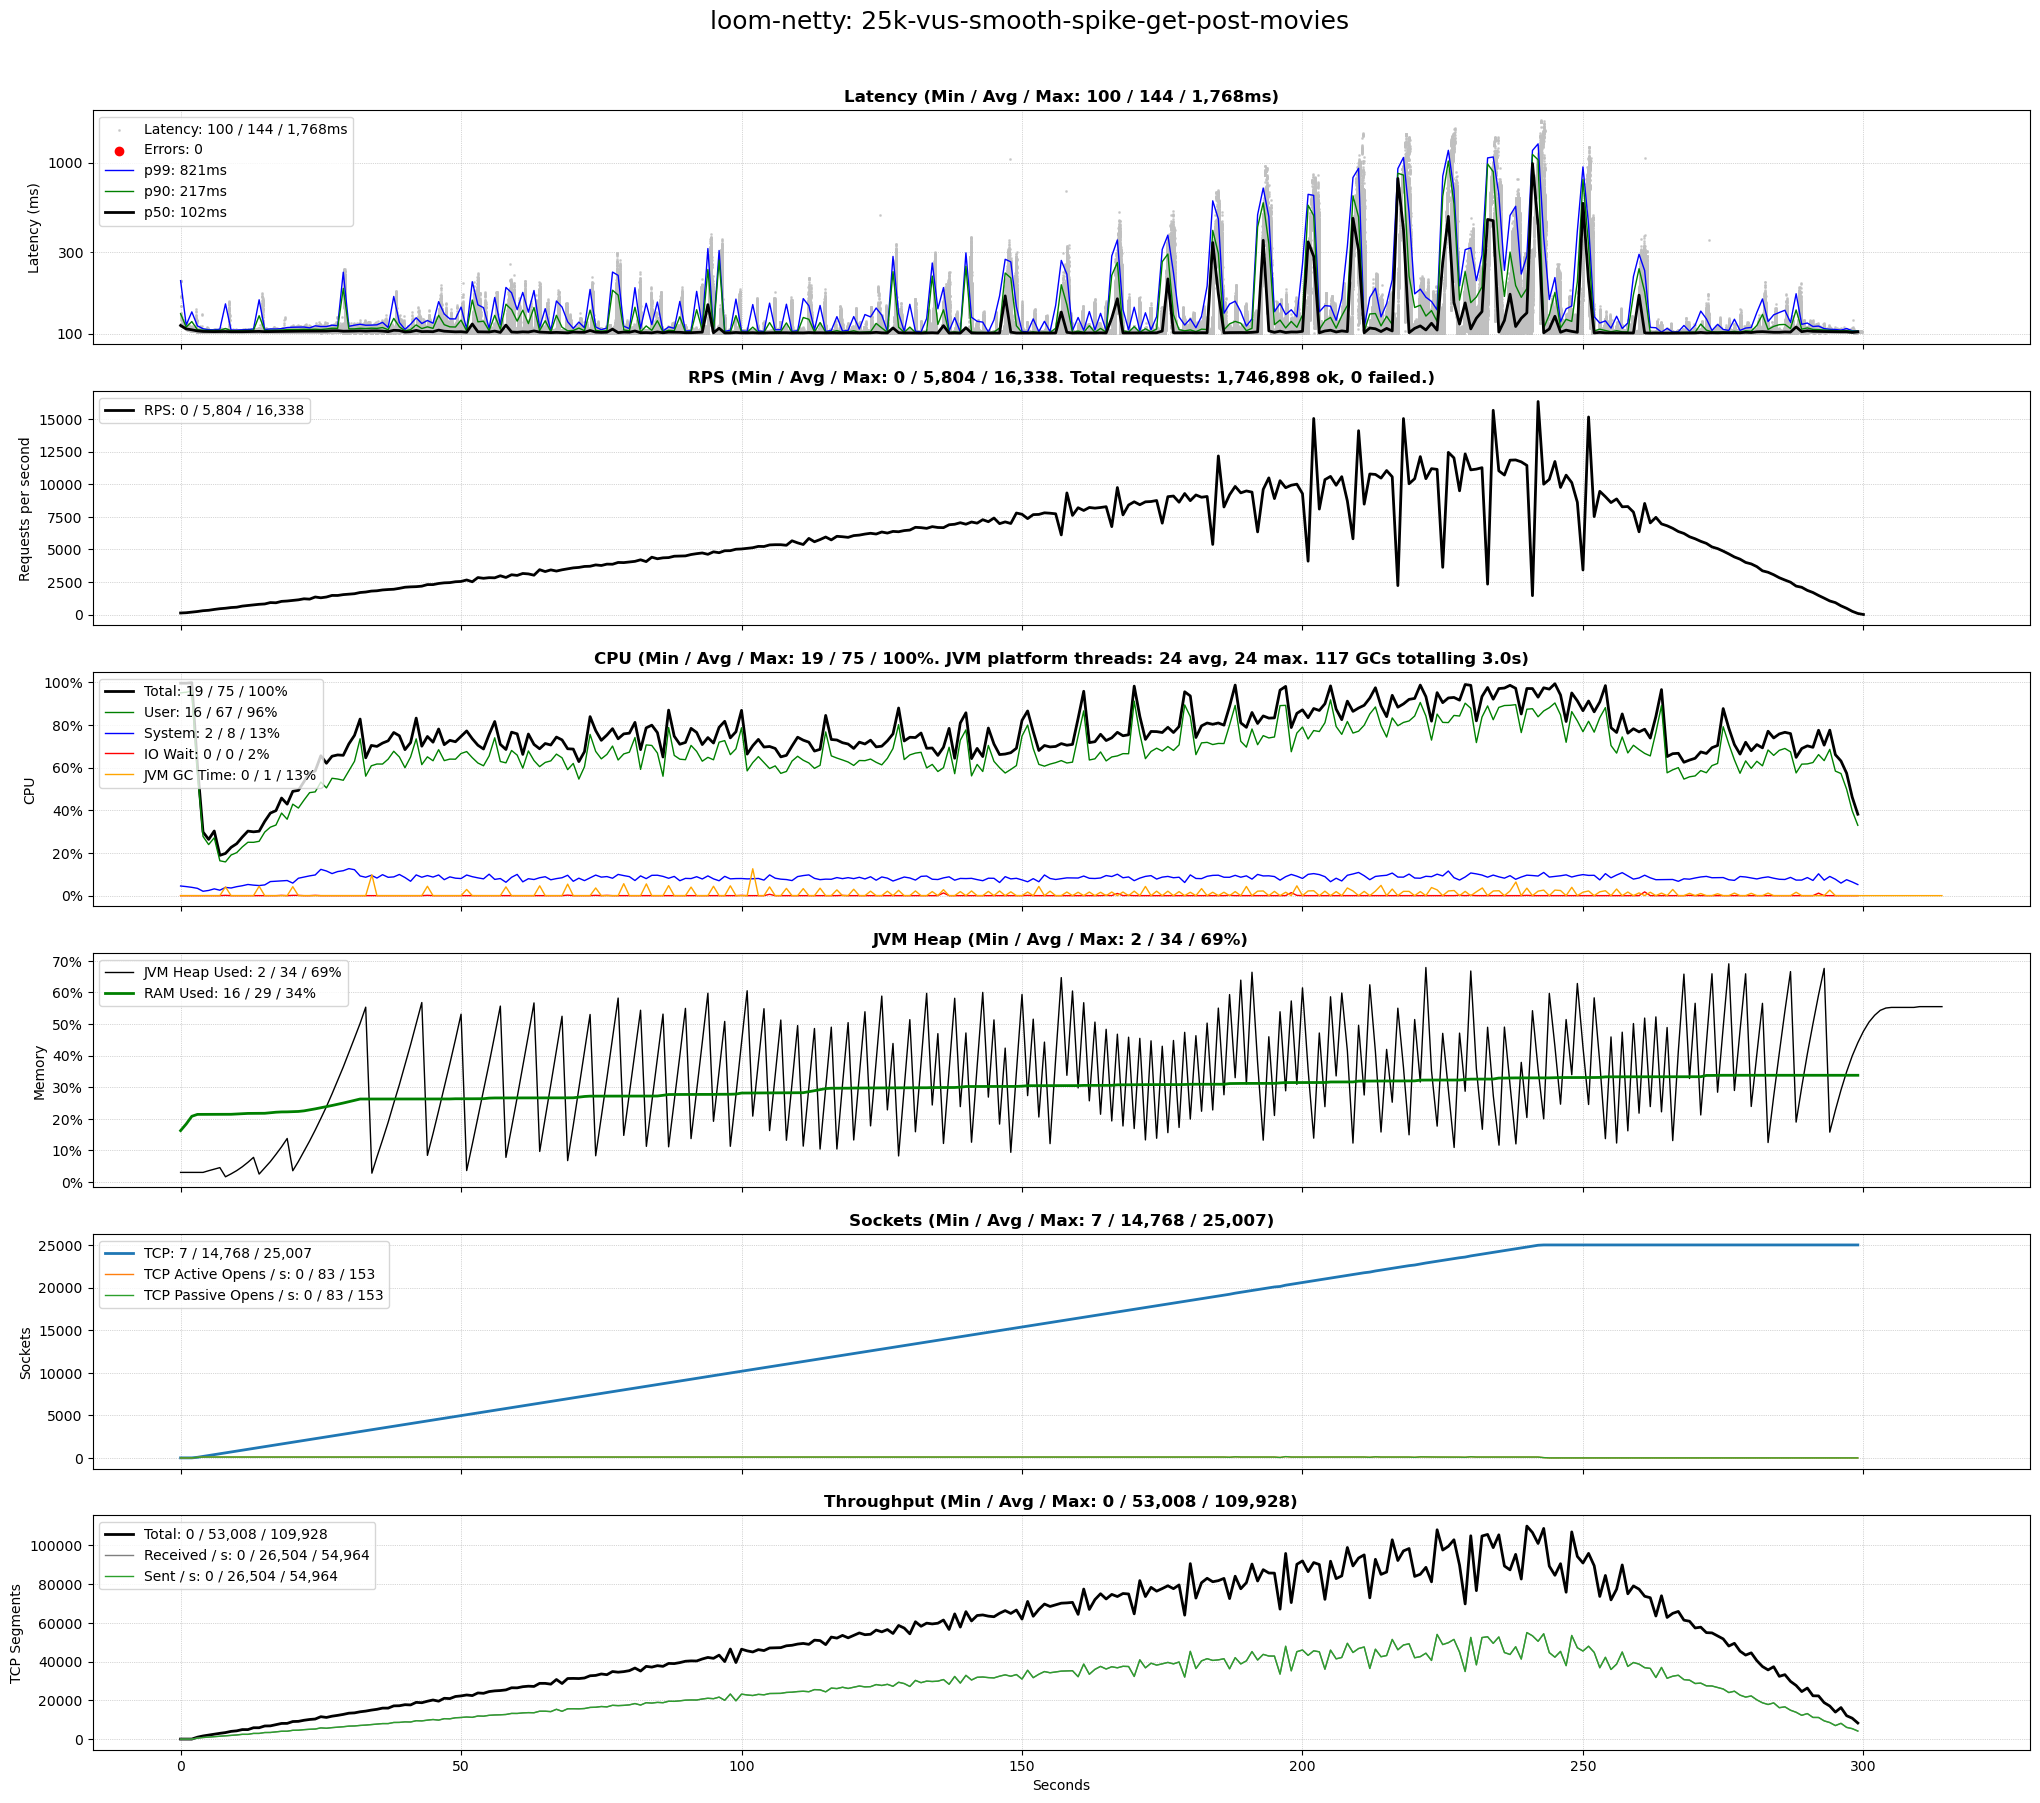 loom-netty: 25k-vus-smooth-spike-get-post-movies
Latency (Min / Avg / Max: 100 / 144 / 1,768ms)
Latency (ms)
1000
300
100
Latency: 100 / 144 / 1,768ms
Errors: 0
p99: 821ms
p90: 217ms
p50: 102ms
RPS (Min / Avg / Max: 0 / 5,804 / 16,338. Total requests: 1,746,898 ok, 0 failed.)
Requests per second
15000
12500
10000
7500
5000
2500
0
RPS: 0 / 5,804 / 16,338
CPU (Min / Avg / Max: 19 / 75 / 100%. JVM platform threads: 24 avg, 24 max. 117 GCs totalling 3.0s)
CPU
100%
80%
60%
40%
20%
0%
Total: 19 / 75 / 100%
User: 16 / 67 / 96%
System: 2 / 8 / 13%
IO Wait: 0 / 0 / 2%
JVM GC Time: 0 / 1 / 13%
JVM Heap (Min / Avg / Max: 2 / 34 / 69%)
Memory
70%
60%
50%
40%
30%
20%
10%
0%
JVM Heap Used: 2 / 34 / 69%
RAM Used: 16 / 29 / 34%
Sockets (Min / Avg / Max: 7 / 14,768 / 25,007)
Sockets
25000
20000
15000
10000
5000
0
TCP: 7 / 14,768 / 25,007
TCP Active Opens / s: 0 / 83 / 153
TCP Passive Opens / s: 0 / 83 / 153
Throughput (Min / Avg / Max: 0 / 53,008 / 109,928)
TCP Segments
100000
80000
60000
40000
20000
0
Total: 0 / 53,008 / 109,928
Received / s: 0 / 26,504 / 54,964
Sent / s: 0 / 26,504 / 54,964
0 50 100 150 200 250 300
Seconds